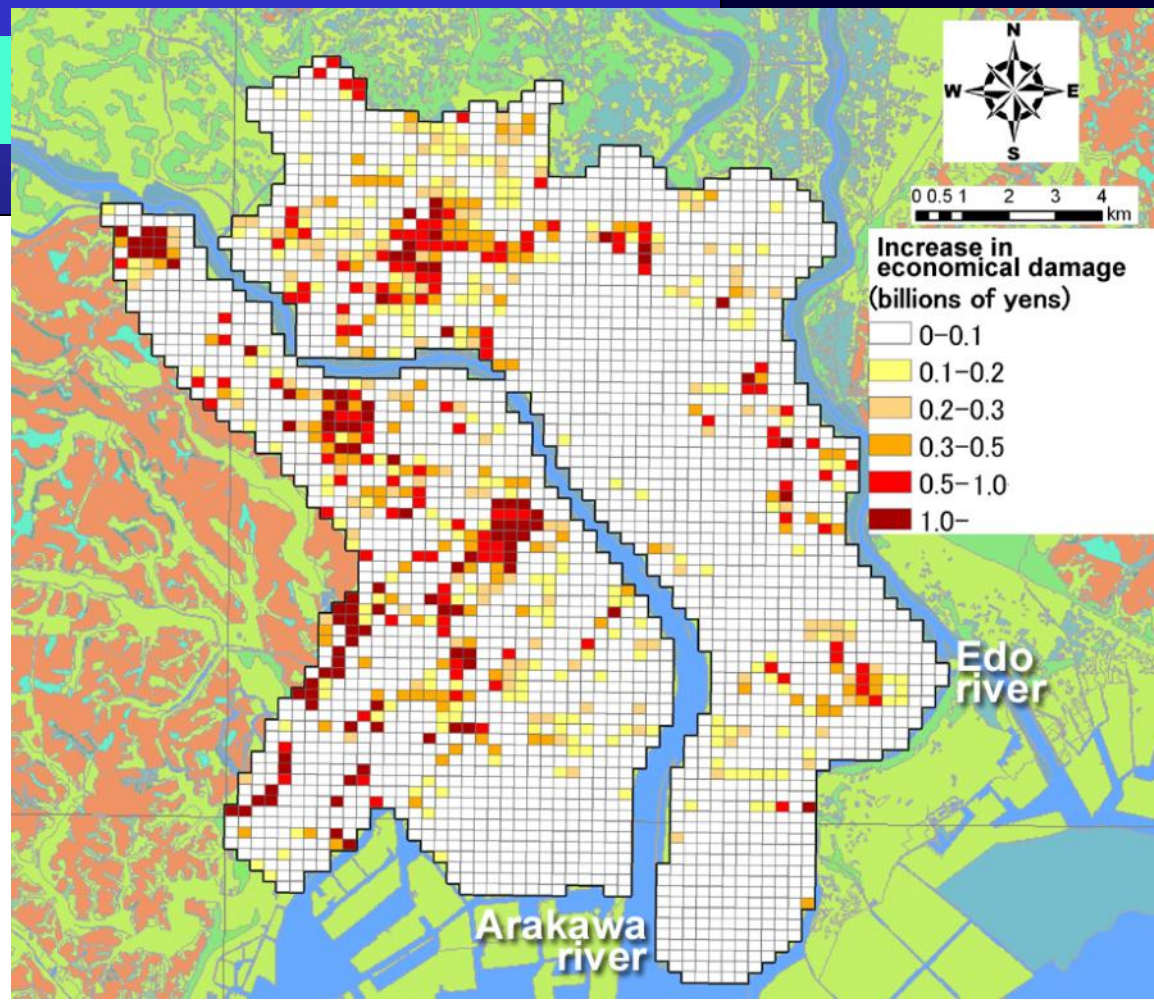 N
W E
S
0 0.5 1 2 3 4
km
Increase in
economical damage
(billions of yens)
0-0.1
0.1-0.2
0.2-0.3
0.3-0.5
0.5-1.0
1.0-
Edo
river
Arakawa
river